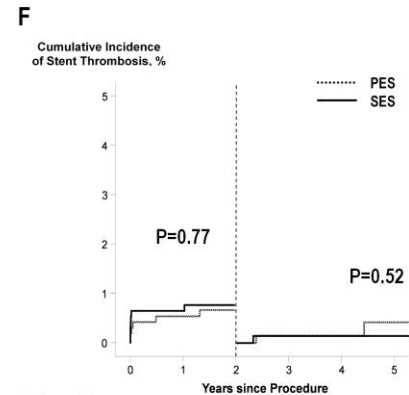 F
Cumulative Incidence
of Stent Thrombosis, %
PES
SES
5
4
3
2
1
0
P=0.77
P=0.52
0 1 2 3 4 5
Years since Procedure